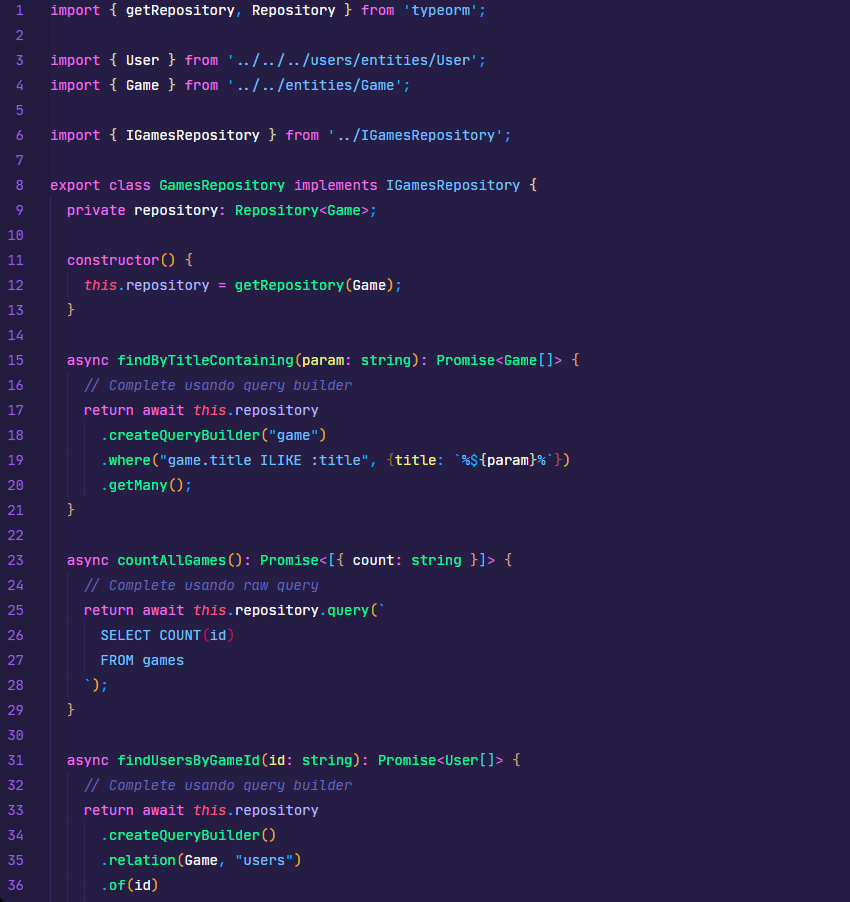 1 import { getRepository, Repository } from 'typeorm';
2
3 import { User } from '../../../users/entities/User';
4 import { Game } from '../../entities/Game';
5
6 import { IGamesRepository } from '../IGamesRepository';
7
8 export class GamesRepository implements IGamesRepository {
9 private repository: Repository<Game>;
10
11 constructor() {
12 this.repository = getRepository(Game);
13 }
14
15 async findByTitleContaining(param: string): Promise<Game[]> {
16 // Complete usando query builder
17 return await this.repository
18 .createQueryBuilder("game")
19 .where("game.title ILIKE :title", {title: `%${param}%`})
20 .getMany();
21 }
22
23 async countAllGames(): Promise<[{ count: string }]> {
24 // Complete usando raw query
25 return await this.repository.query(`
26 SELECT COUNT(id)
27 FROM games
28 `);
29 }
30
31 async findUsersByGameId(id: string): Promise<User[]> {
32 // Complete usando query builder
33 return await this.repository
34 .createQueryBuilder()
35 .relation(Game, "users")
36 .of(id)